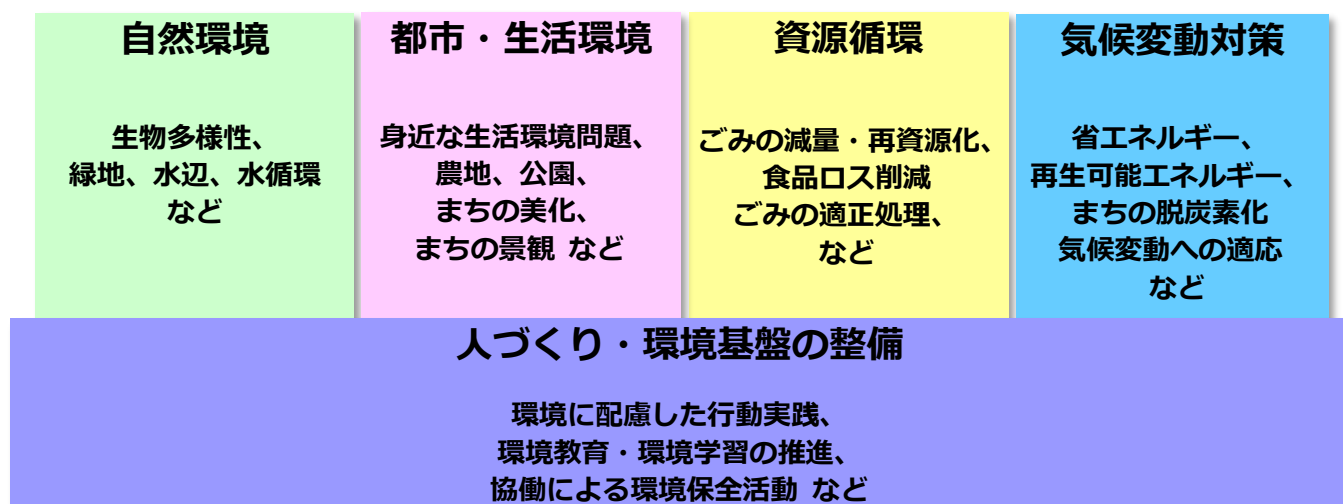 自然環境
生物多様性、
緑地、水辺、水循環
など
都市・生活環境
身近な生活環境問題、
農地、公園、
まちの美化、
まちの景観 など
資源循環
ごみの減量・再資源化、
食品ロス削減
ごみの適正処理、
など
気候変動対策
省エネルギー、
再生可能エネルギー、
まちの脱炭素化
気候変動への適応
など
人づくり・環境基盤の整備
環境に配慮した行動実践、
環境教育・環境学習の推進、
協働による環境保全活動 など